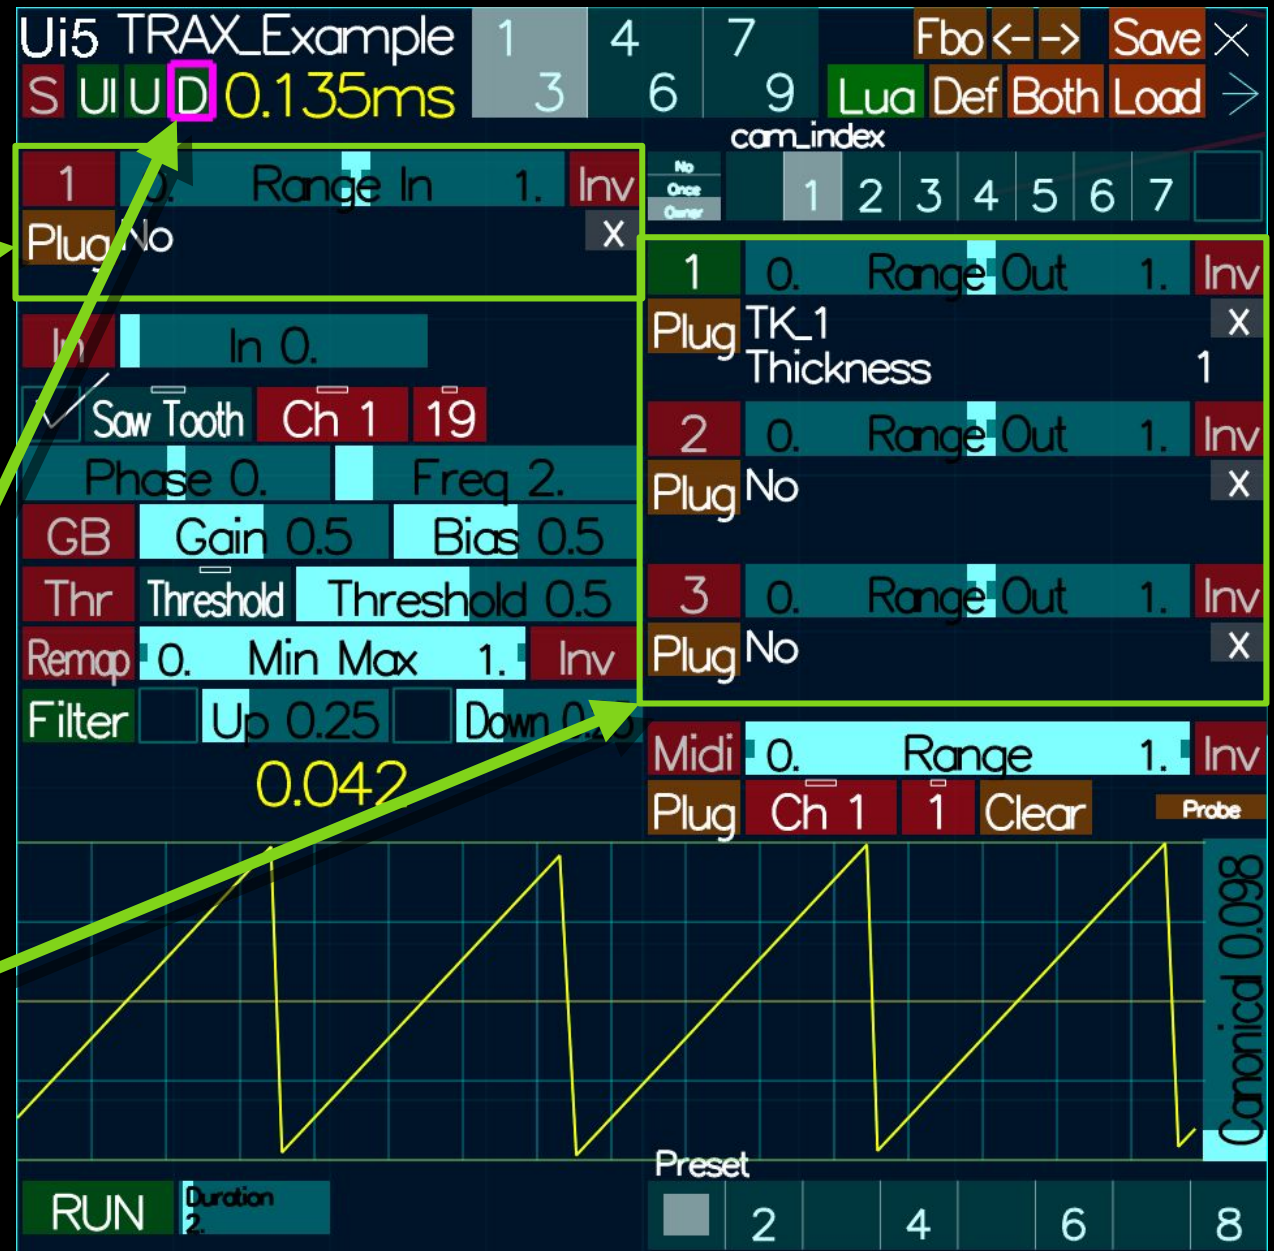 Ui5 TRAX_Example 1 4 7 Fbo <- -> Save X
S UI U D 0.135ms 3 6 9 Lua Def Both Load ->
cam_index
No
Once
Owner
1 2 3 4 5 6 7
1 0. Range In 1. Inv
Plug No X
In In 0.
Saw Tooth Ch 1 19
Phase 0. Freq 2.
GB Gain 0.5 Bias 0.5
Thr Threshold Threshold 0.5
Remap 0. Min Max 1. Inv
Filter Up 0.25 Down 0.25
0.042
1 0. Range Out 1. Inv
Plug TK_1 X
Thickness 1
2 0. Range Out 1. Inv
Plug No X
3 0. Range Out 1. Inv
Plug No X
Midi 0. Range 1. Inv
Plug Ch 1 1 Clear Probe
Canonical 0.098
RUN Duration
2.
Preset
2 4 6 8